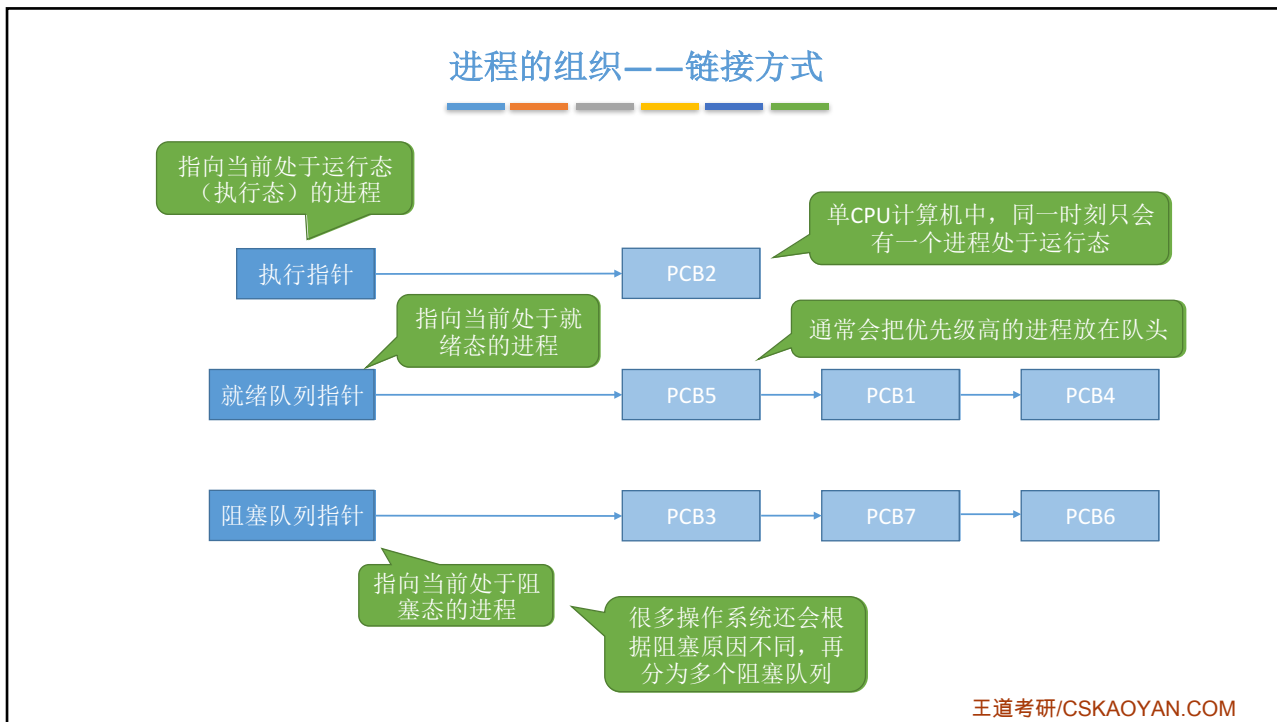 进程的组织——链接方式
指向当前处于运行态
（执行态）的进程
单CPU计算机中，同一时刻只会
有一个进程处于运行态
执行指针
PCB2
指向当前处于就
绪态的进程
通常会把优先级高的进程放在队头
就绪队列指针
PCB5
PCB1
PCB4
阻塞队列指针
PCB3
PCB7
PCB6
指向当前处于阻
塞态的进程
很多操作系统还会根
据阻塞原因不同，再
分为多个阻塞队列
王道考研/CSKAOYAN.COM